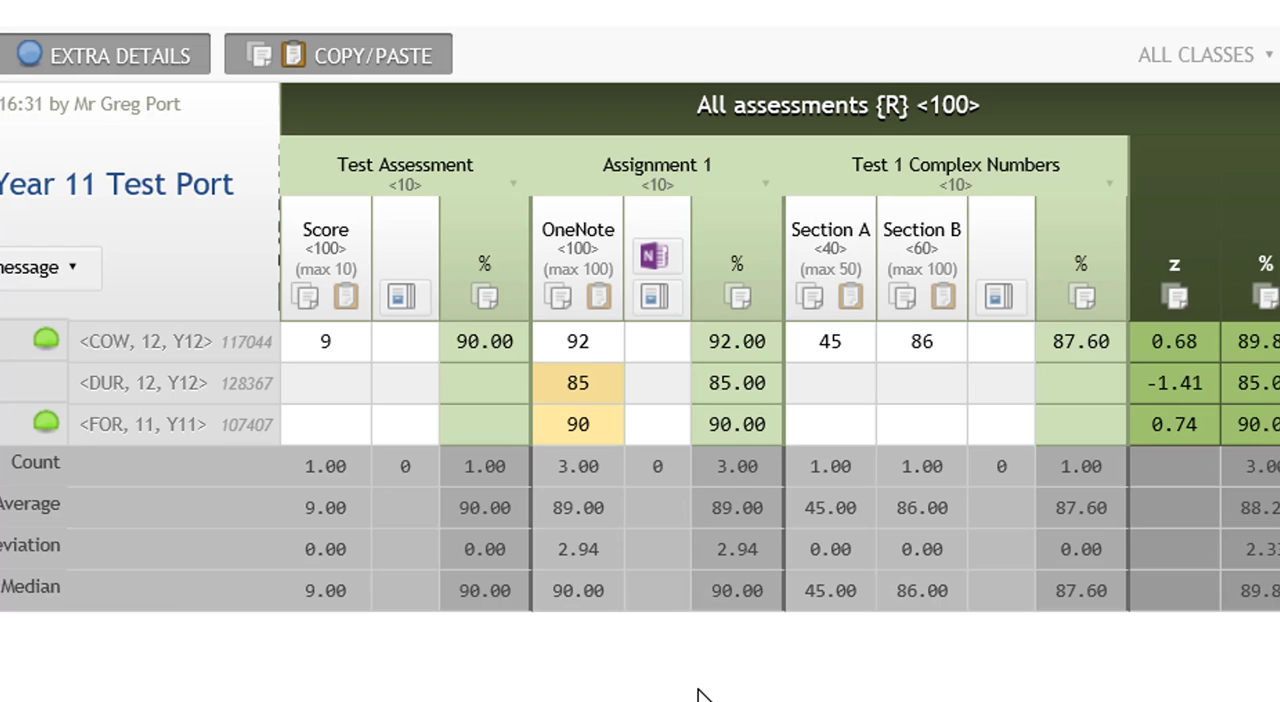 EXTRA DETAILS COPY/PASTE ALL CLASSES
16:31 by Mr Greg Port
All assessments {R} <100>
Year 11 Test Port
Test Assessment <10>
Assignment 1 <10>
Test 1 Complex Numbers <10>
message
Score <100> (max 10) %
OneNote <100> (max 100) N %
Section A <40> (max 50) Section B <60> (max 100) %
z %
<COW, 12, Y12> 117044 9 90.00 92 92.00 45 86 87.60 0.68 89.8
<DUR, 12, Y12> 128367 85 85.00 -1.41 85.0
<FOR, 11, Y11> 107407 90 90.00 0.74 90.0
Count 1.00 0 1.00 3.00 0 3.00 1.00 1.00 0 1.00 3.00
Average 9.00 90.00 89.00 89.00 45.00 86.00 87.60 88.2
eviation 0.00 0.00 2.94 2.94 0.00 0.00 0.00 2.33
Median 9.00 90.00 90.00 90.00 45.00 86.00 87.60 89.8